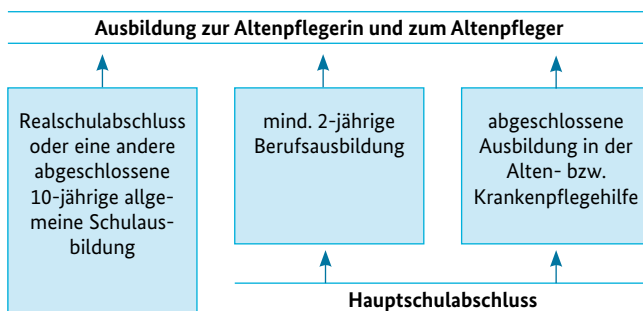 Ausbildung zur Altenpflegerin und zum Altenpfleger
Realschulabschluss
oder eine andere
abgeschlossene
10-jährige allge-
meine Schulaus-
bildung
mind. 2-jährige
Berufsausbildung
abgeschlossene
Ausbildung in der
Alten- bzw.
Krankenpflegehilfe
Hauptschulabschluss